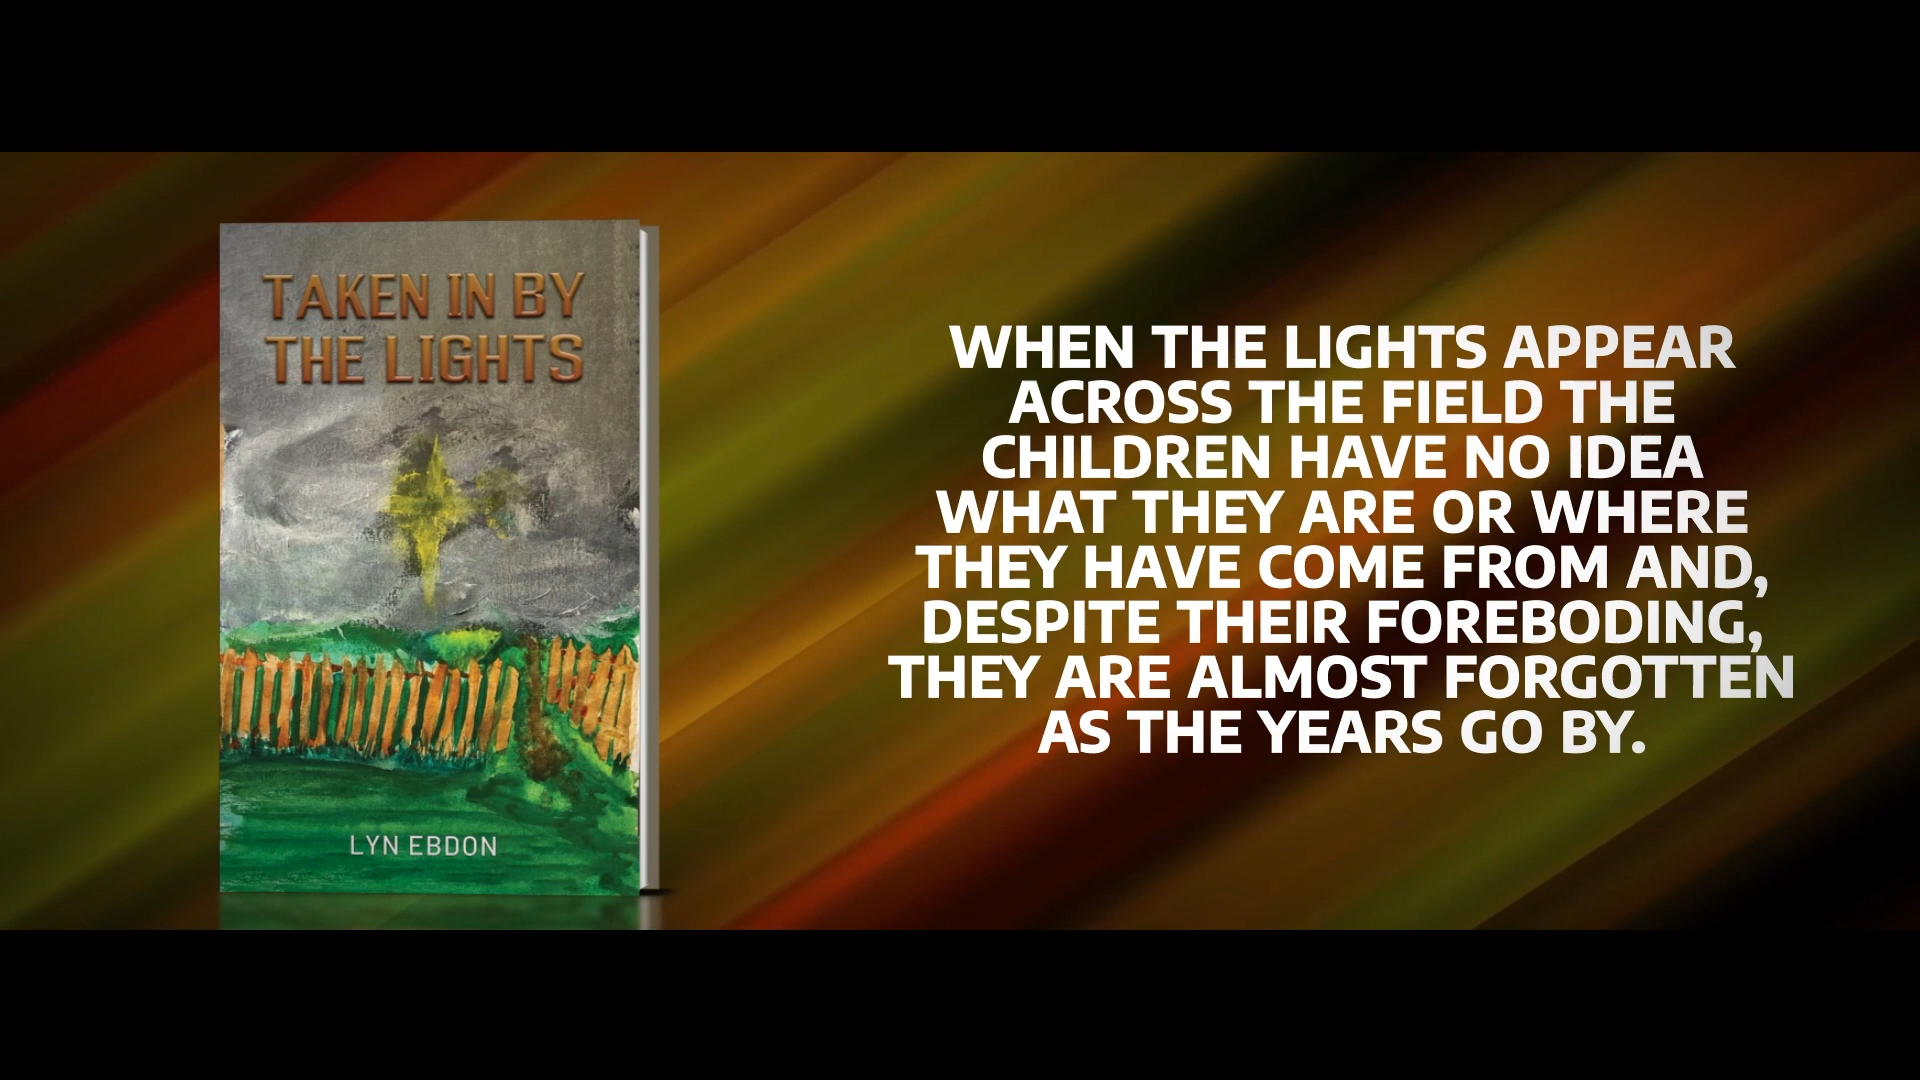 TAKEN IN BY
THE LIGHTS
LYN EBDON
WHEN THE LIGHTS APPEAR
ACROSS THE FIELD THE
CHILDREN HAVE NO IDEA
WHAT THEY ARE OR WHERE
THEY HAVE COME FROM AND,
DESPITE THEIR FOREBODING,
THEY ARE ALMOST FORGOTTEN
AS THE YEARS GO BY.